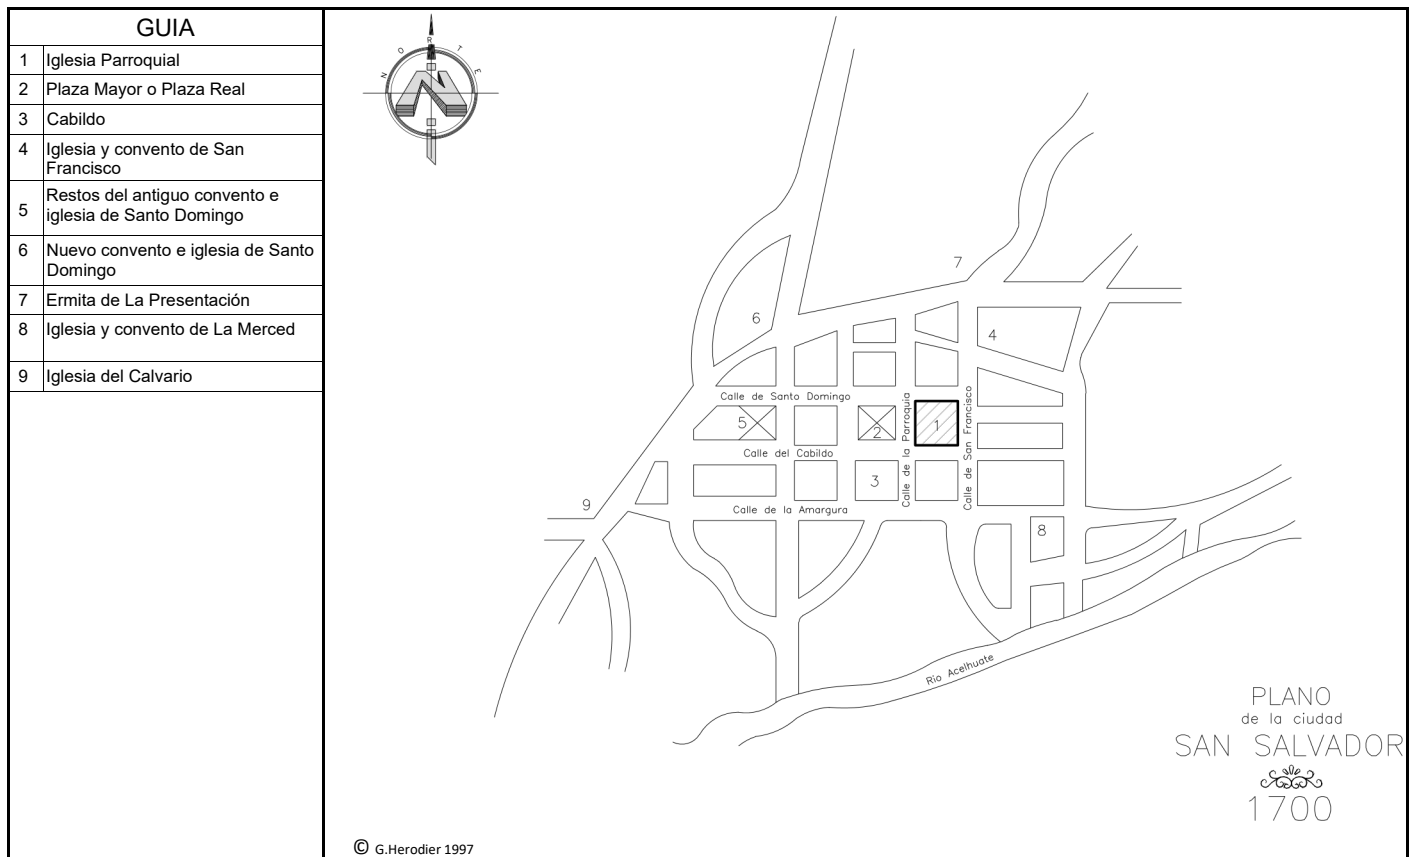 GUIA
1 Iglesia Parroquial
2 Plaza Mayor o Plaza Real
3 Cabildo
4 Iglesia y convento de San
Francisco
5 Restos del antiguo convento e
iglesia de Santo Domingo
6 Nuevo convento e iglesia de Santo
Domingo
7 Ermita de La Presentación
8 Iglesia y convento de La Merced
9 Iglesia del Calvario
NORTE
N
7
6
4
Calle de Santo Domingo
5
2
Calle de la Parroquia
1
Calle de San Francisco
Calle del Cabildo
3
9
Calle de la Amargura
8
Rio Acelhuate
PLANO
de la ciudad
SAN SALVADOR
1700
© G.Herodier 1997